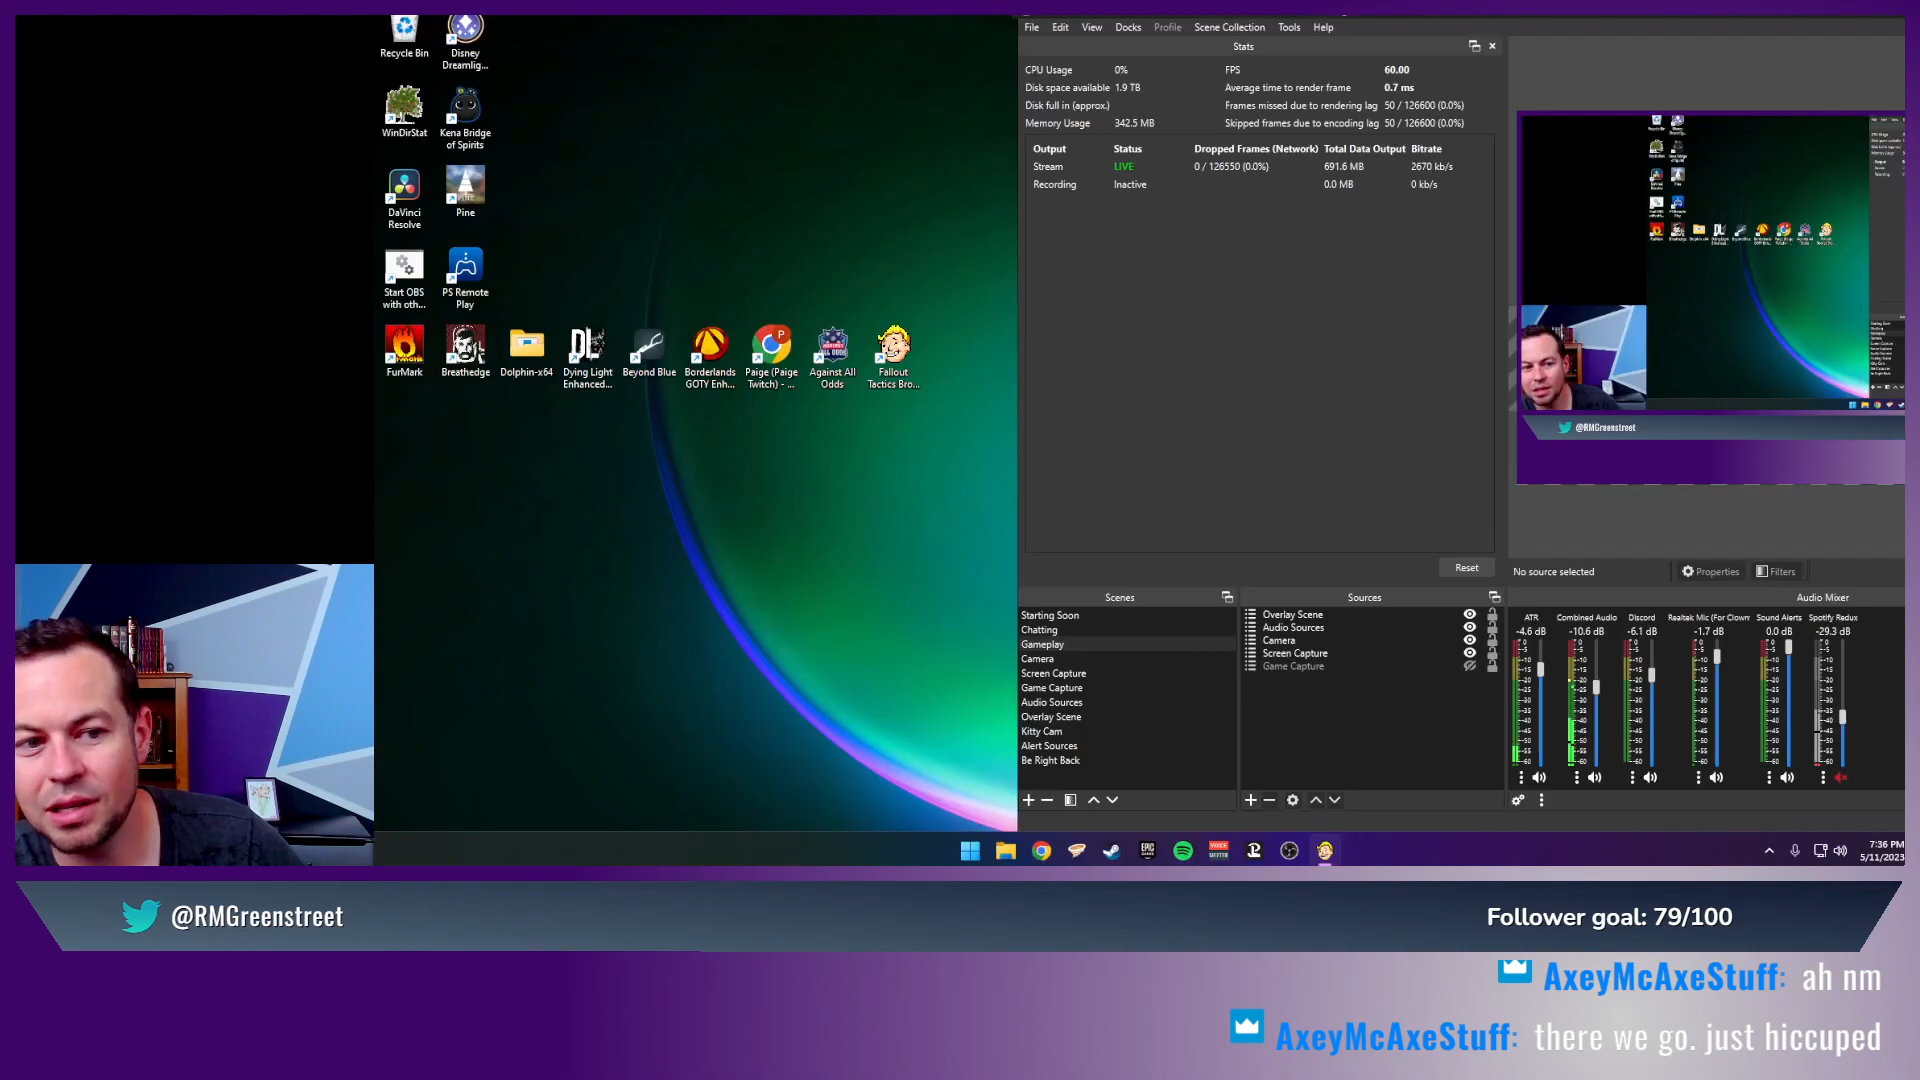 Recycle Bin
Disney Dreamlig...
WinDirStat
Kena Bridge of Spirits
DaVinci Resolve
Pine
Start OBS with oth...
PS Remote Play
FurMark
Breathedge
Dolphin-x64
Dying Light Enhanced...
Beyond Blue
Borderlands GOTY Enh...
Paige (Paige Twitch) - ...
Against All Odds
Fallout Tactics Bro...
File Edit View Docks Profile Scene Collection Tools Help
Stats
CPU Usage 0% FPS 60.00
Disk space available 1.9 TB Average time to render frame 0.7 ms
Disk full in (approx.) Frames missed due to rendering lag 50 / 126600 (0.0%)
Memory Usage 342.5 MB Skipped frames due to encoding lag 50 / 126600 (0.0%)
Output Status Dropped Frames (Network) Total Data Output Bitrate
Stream LIVE 0 / 126550 (0.0%) 691.6 MB 2670 kb/s
Recording Inactive 0.0 MB 0 kb/s
Reset
@RMGreenstreet
No source selected Properties Filters
Scenes
Starting Soon
Chatting
Gameplay
Camera
Screen Capture
Game Capture
Audio Sources
Overlay Scene
Kitty Cam
Alert Sources
Be Right Back
Sources
Overlay Scene
Audio Sources
Camera
Screen Capture
Game Capture
Audio Mixer
ATR Combined Audio Discord Realtek Mic (For Clown Sound Alerts Spotify Redux
-4.6 dB -10.6 dB -6.1 dB -1.7 dB 0.0 dB -29.3 dB
EPIC GAMES
VOICE MEETER
7:36 PM
5/11/2023
@RMGreenstreet
Follower goal: 79/100
AxeyMcAxeStuff: ah nm
AxeyMcAxeStuff: there we go. just hiccuped